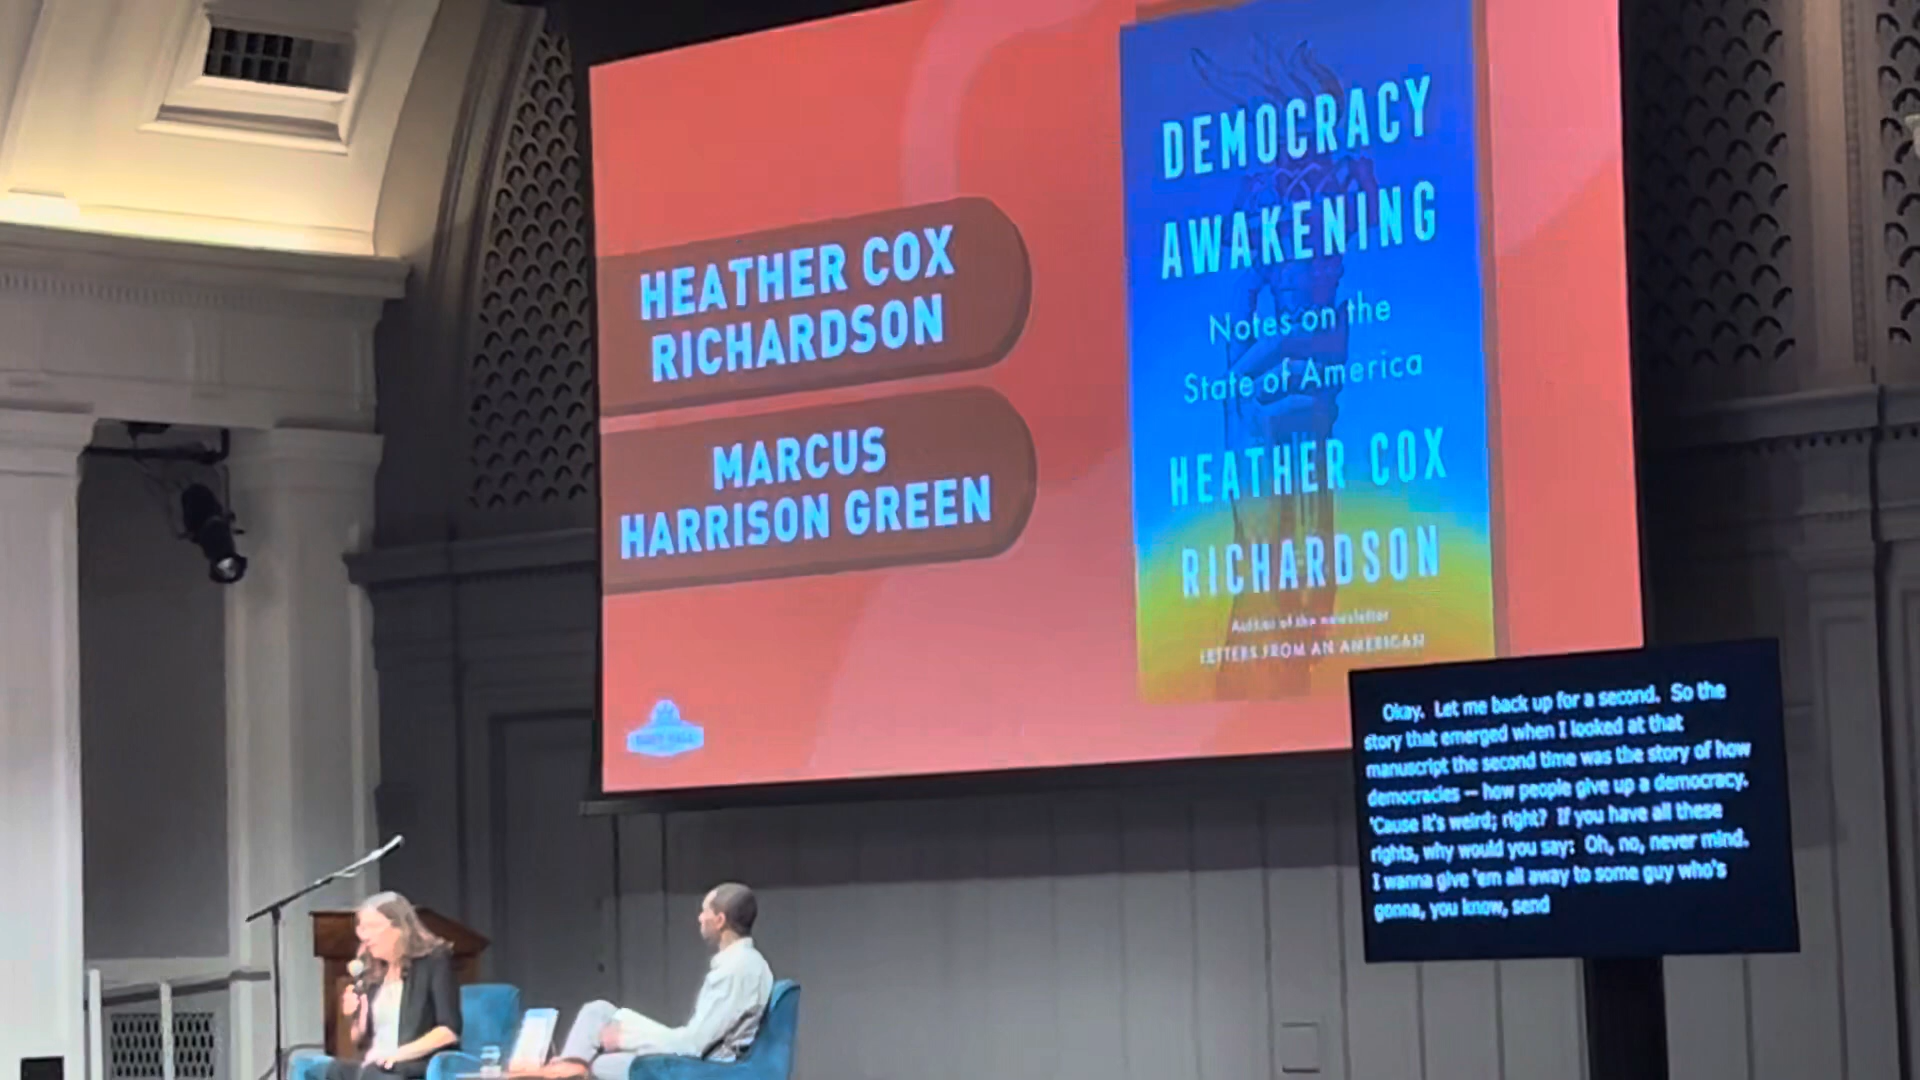 HEATHER COX
RICHARDSON
MARCUS
HARRISON GREEN
DEMOCRACY
AWAKENING
Notes on the
State of America
HEATHER COX
RICHARDSON
Author of the newsletter
LETTERS FROM AN AMERICAN
TOWN HALL
Okay. Let me back up for a second. So the
story that emerged when I looked at that
manuscript the second time was the story of how
democracies — how people give up a democracy.
'Cause it's weird; right? If you have all these
rights, why would you say: Oh, no, never mind.
I wanna give 'em all away to some guy who's
gonna, you know, send